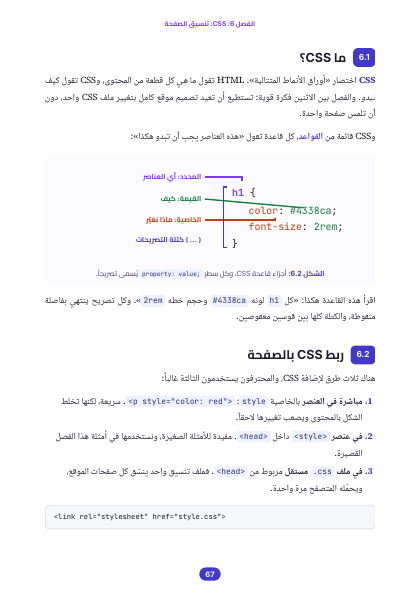 الفصل 6: CSS: تنسيق الصفحة
6.1 ما CSS؟
CSS اختصار «أوراق الأنماط المتتالية». HTML تقول ما هي كل قطعة من المحتوى، وCSS تقول كيف
تبدو. والفصل بين الاثنين فكرة قوية: تستطيع أن تعيد تصميم موقع كامل بتغيير ملف CSS واحد، دون
أن تلمس صفحة واحدة.
وCSS قائمة من القواعد، كل قاعدة تقول «هذه العناصر يجب أن تبدو هكذا»:
المحدد: أي العناصر
القيمة: كيف
الخاصية: ماذا نغيّر
{ ... } كتلة التصريحات
h1 {
color: #4338ca;
font-size: 2rem;
}
الشكل 6.2: أجزاء قاعدة CSS، وكل سطر property: value; يُسمى تصريحاً.
اقرأ هذه القاعدة هكذا: «كل h1 لونه #4338ca وحجم خطه 2rem». وكل تصريح ينتهي بفاصلة
منقوطة، والكتلة كلها بين قوسين معقوصين.
6.2 ربط CSS بالصفحة
هناك ثلاث طرق لإضافة CSS، والمحترفون يستخدمون الثالثة غالباً:
1. مباشرة في العنصر بالخاصية style: <p style="color: red">. سريعة، لكنها تخلط
الشكل بالمحتوى ويصعب تغييرها لاحقاً.
2. في عنصر <style> داخل <head>. مفيدة للأمثلة الصغيرة، ونستخدمها في أمثلة هذا الفصل
القصيرة.
3. في ملف .css مستقل مربوط من <head>. فملف تنسيق واحد ينسّق كل صفحات الموقع،
ويحمّله المتصفح مرة واحدة.
<link rel="stylesheet" href="style.css">
67